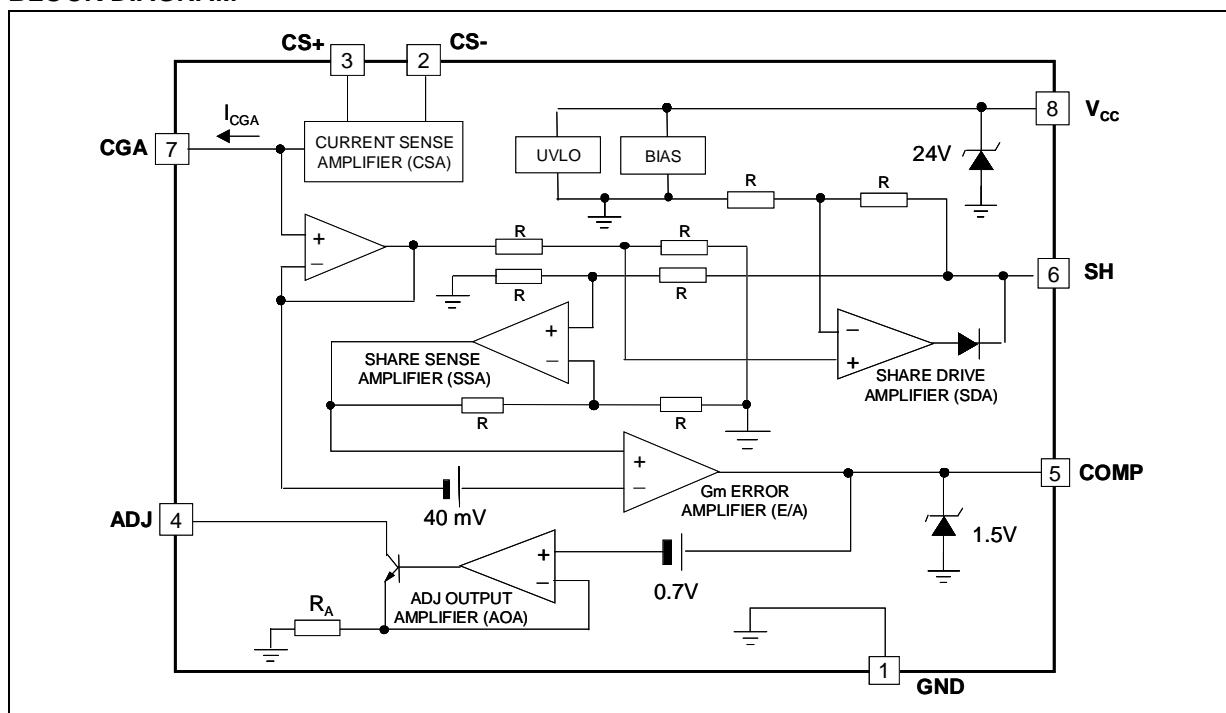 BLOCK DIAGRAM
CS+
CS-
3
2
8
VCC
ICGA
CGA
7
CURRENT SENSE
AMPLIFIER (CSA)
UVLO
BIAS
24V
R
R
+
−
R
R
R
R
6
SH
+
−
SHARE SENSE
AMPLIFIER (SSA)
−
+
SHARE DRIVE
AMPLIFIER (SDA)
R
R
+
−
Gm ERROR
AMPLIFIER (E/A)
5
COMP
40 mV
ADJ
4
1.5V
+
−
0.7V
ADJ OUTPUT
AMPLIFIER (AOA)
RA
1
GND